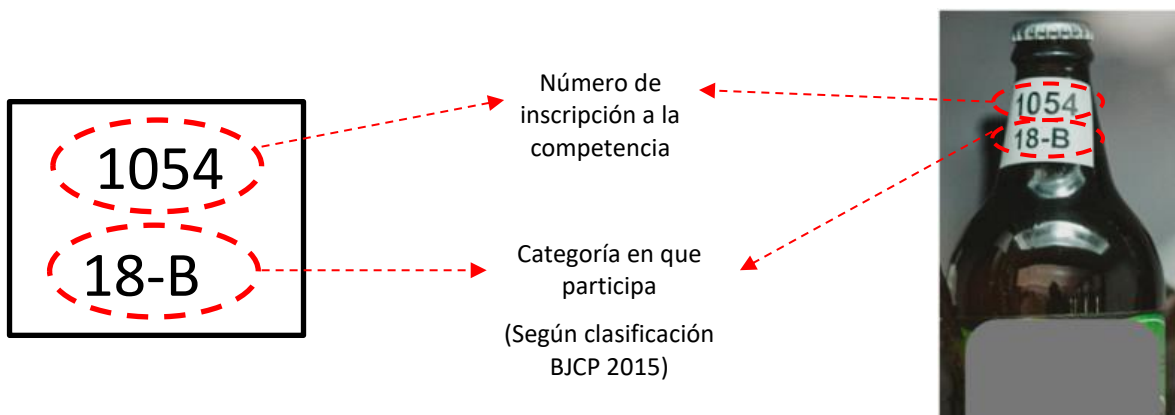 1054
18-B
Número de
inscripción a la
competencia
Categoría en que
participa
(Según clasificación
BJCP 2015)
1054
18-B